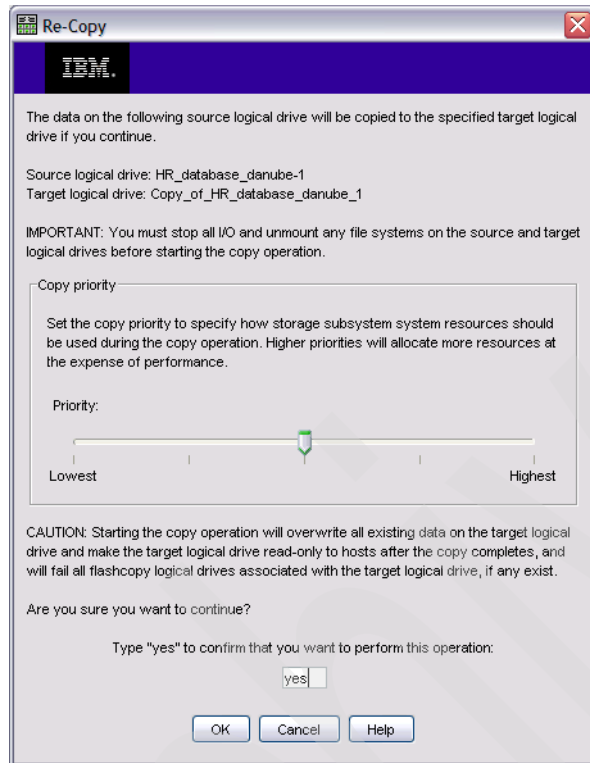 Re-Copy
IBM.
The data on the following source logical drive will be copied to the specified target logical
drive if you continue.
Source logical drive: HR_database_danube-1
Target logical drive: Copy_of_HR_database_danube_1
IMPORTANT: You must stop all I/O and unmount any file systems on the source and target
logical drives before starting the copy operation.
Copy priority
Set the copy priority to specify how storage subsystem system resources should
be used during the copy operation. Higher priorities will allocate more resources at
the expense of performance.
Priority:
Lowest Highest
CAUTION: Starting the copy operation will overwrite all existing data on the target logical
drive and make the target logical drive read-only to hosts after the copy completes, and
will fail all flashcopy logical drives associated with the target logical drive, if any exist.
Are you sure you want to continue?
Type "yes" to confirm that you want to perform this operation:
yes
OK Cancel Help